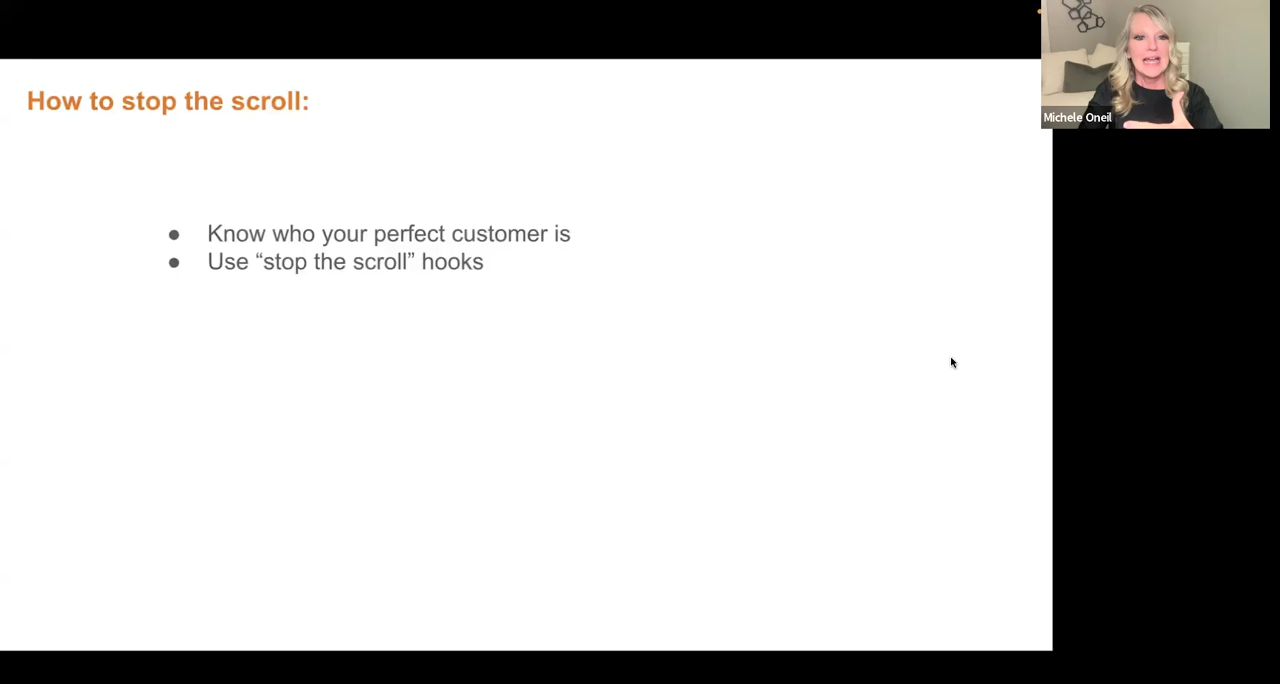 How to stop the scroll:
● Know who your perfect customer is
● Use “stop the scroll” hooks
Michele Oneil